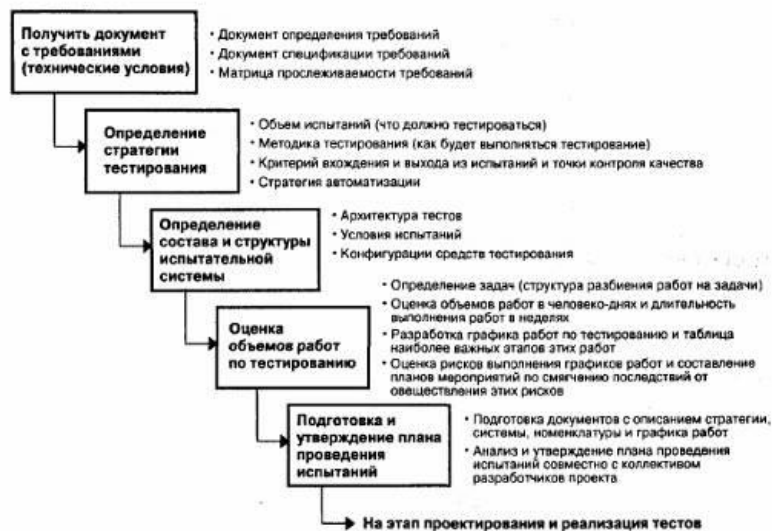 Получить документ
с требованиями
(технические условия)
• Документ определения требований
• Документ спецификации требований
• Матрица прослеживаемости требований
Определение
стратегии
тестирования
• Объем испытаний (что должно тестироваться)
• Методика тестирования (как будет выполняться тестирование)
• Критерий вхождения и выхода из испытаний и точки контроля качества
• Стратегия автоматизации
Определение
состава и структуры
испытательной
системы
• Архитектура тестов
• Условия испытаний
• Конфигурации средств тестирования
Оценка
объемов работ
по тестированию
• Определение задач (структура разбиения работ на задачи)
• Оценка объемов работ в человеко-днях и длительность
выполнения работ в неделях
• Разработка графика работ по тестированию и таблица
наиболее важных этапов этих работ
• Оценка рисков выполнения графиков работ и составление
планов мероприятий по смягчению последствий от
овеществления этих рисков
Подготовка и
утверждение плана
проведения
испытаний
• Подготовка документов с описанием стратегии,
системы, номенклатуры и графика работ
• Анализ и утверждение плана проведения
испытаний совместно с коллективом
разработчиков проекта
На этап проектирования и реализация тестов